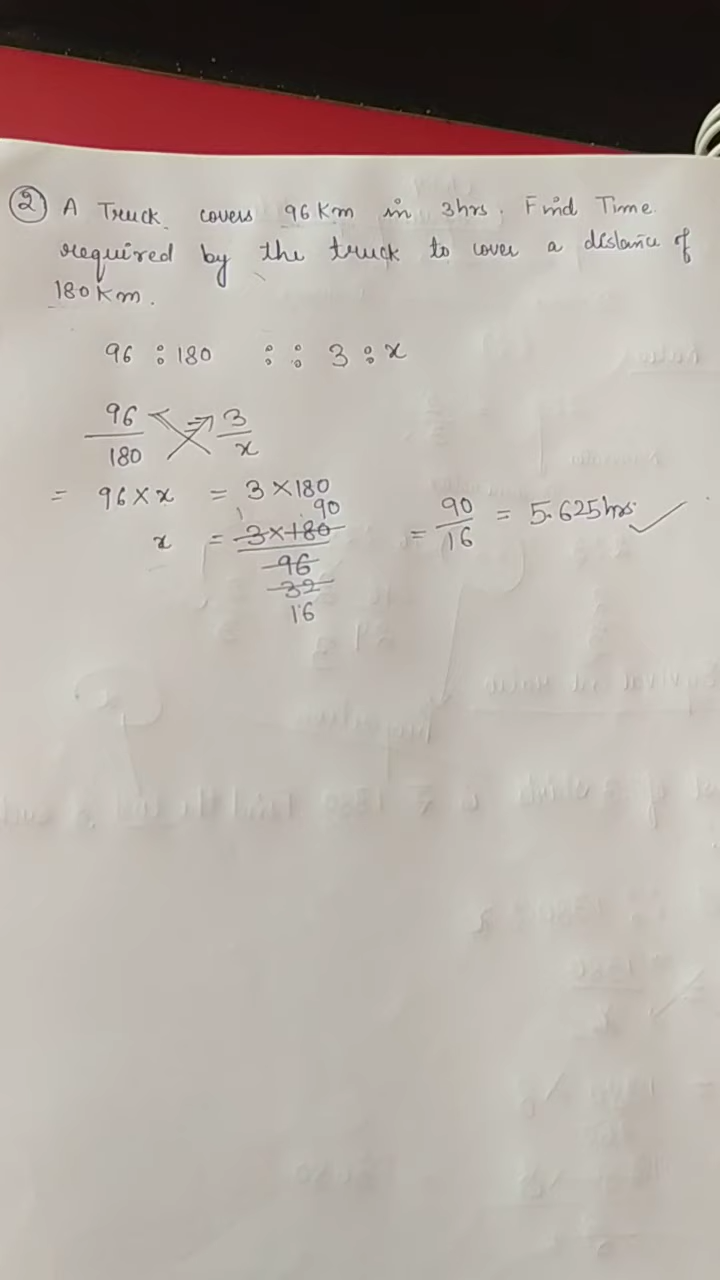 ② A Truck covers 96 Km in 3hrs. Find Time
required by the truck to cover a distance of
180 Km.
96 : 180 : : 3 : x
96/180 3/x
= 96 × x = 3 × 180
x = 3×180/96 = 90/16 = 5.625 hrs. ✓
1 90
32
16